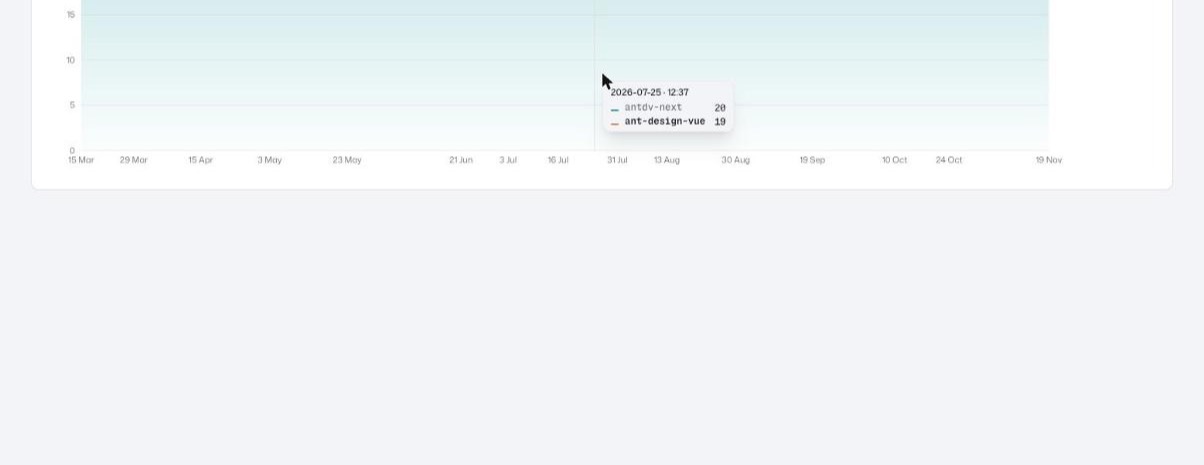 15
10
5
0
2026-07-25 · 12:37
antdv-next 20
ant-design-vue 19
15 Mar 29 Mar 15 Apr 3 May 23 May 21 Jun 3 Jul 16 Jul 31 Jul 13 Aug 30 Aug 19 Sep 10 Oct 24 Oct 19 Nov